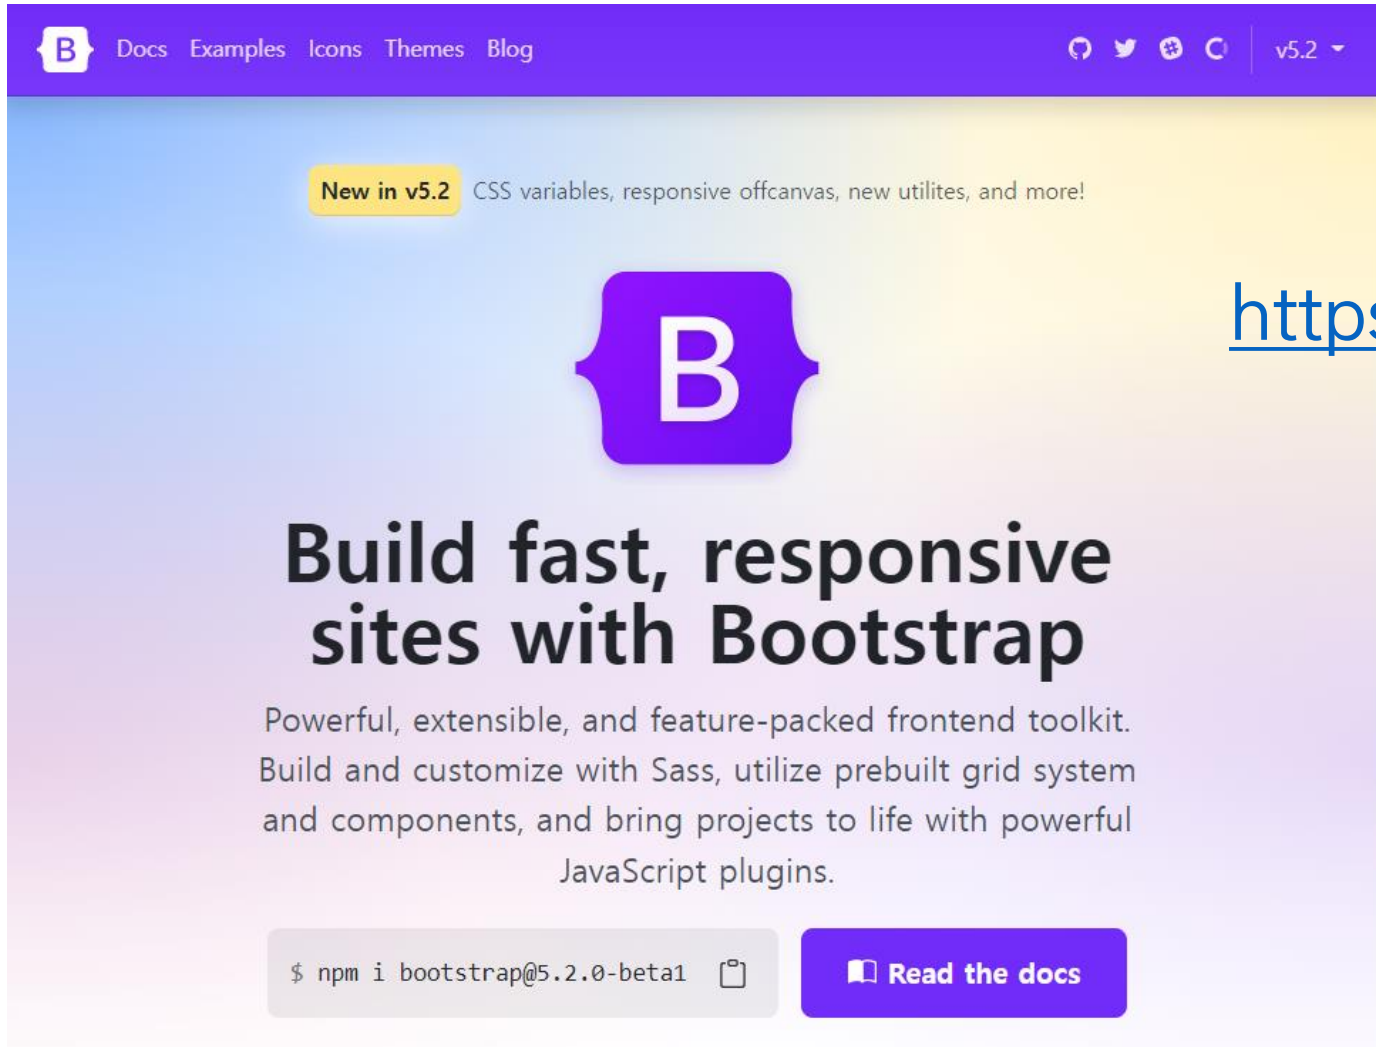 B Docs Examples Icons Themes Blog v5.2
New in v5.2 CSS variables, responsive offcanvas, new utilites, and more!
https
B
Build fast, responsive
sites with Bootstrap
Powerful, extensible, and feature-packed frontend toolkit.
Build and customize with Sass, utilize prebuilt grid system
and components, and bring projects to life with powerful
JavaScript plugins.
$ npm i bootstrap@5.2.0-beta1 Read the docs